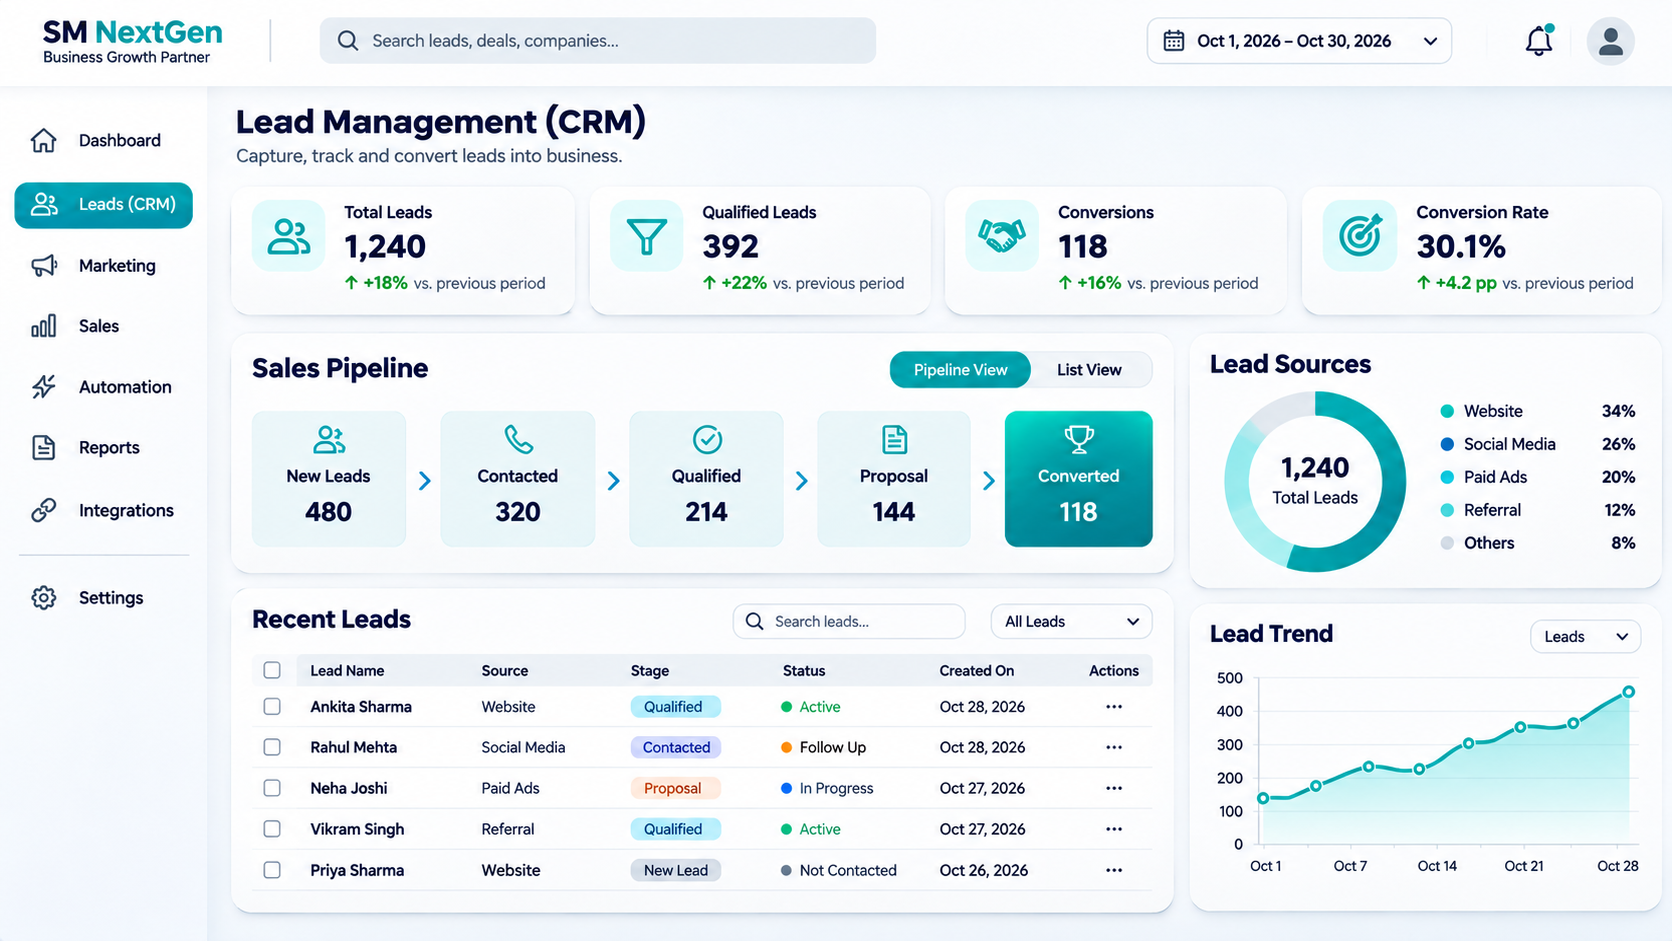 SM NextGen
Business Growth Partner
Search leads, deals, companies...
Oct 1, 2026 – Oct 30, 2026
Dashboard
Leads (CRM)
Marketing
Sales
Automation
Reports
Integrations
Settings
Lead Management (CRM)
Capture, track and convert leads into business.
Total Leads
1,240
↑ +18% vs. previous period
Qualified Leads
392
↑ +22% vs. previous period
Conversions
118
↑ +16% vs. previous period
Conversion Rate
30.1%
↑ +4.2 pp vs. previous period
Sales Pipeline
Pipeline View
List View
New Leads
480
Contacted
320
Qualified
214
Proposal
144
Converted
118
Lead Sources
1,240
Total Leads
Website 34%
Social Media 26%
Paid Ads 20%
Referral 12%
Others 8%
Recent Leads
Search leads...
All Leads
Lead Name Source Stage Status Created On Actions
Ankita Sharma Website Qualified Active Oct 28, 2026
Rahul Mehta Social Media Contacted Follow Up Oct 28, 2026
Neha Joshi Paid Ads Proposal In Progress Oct 27, 2026
Vikram Singh Referral Qualified Active Oct 27, 2026
Priya Sharma Website New Lead Not Contacted Oct 26, 2026
Lead Trend
Leads
500
400
300
200
100
0
Oct 1 Oct 7 Oct 14 Oct 21 Oct 28